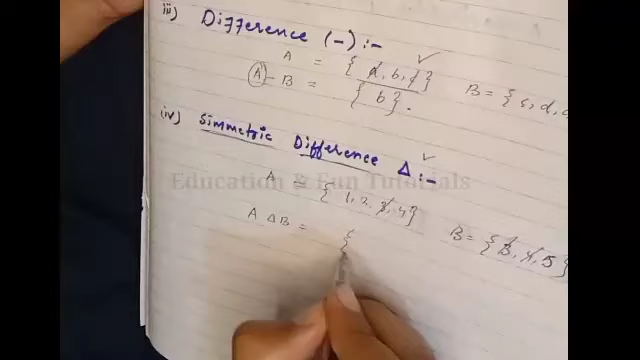 iii) Difference (-) :-
A = { a, b, c}
A - B = { b }.
B = { c, d, a
iv) Simmetric Difference Δ :-
Education & Fun Tutorials
A = { 1, 2, 3, 4}
B = { 3, 4, 5}
A Δ B = {